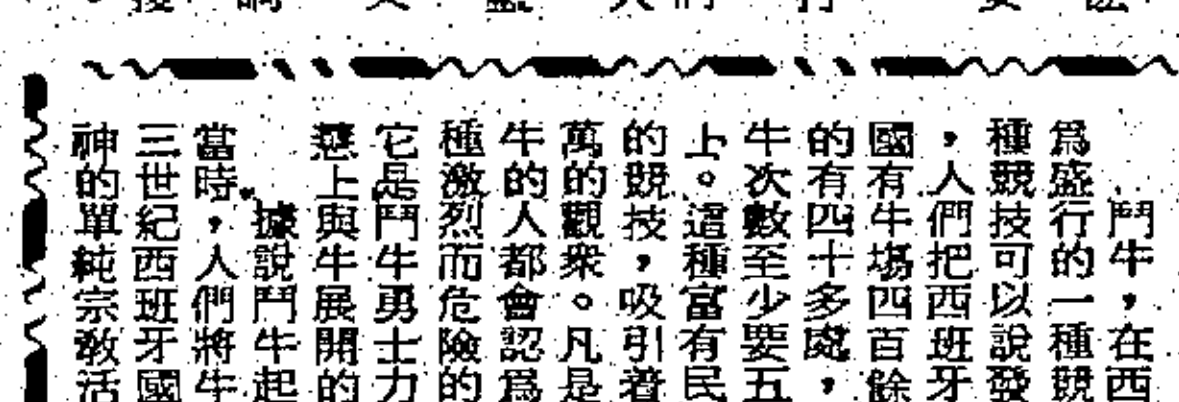 鬥牛，在西
爲盛行的一種競
種競技可以說發
，人們把西班牙
國有牛場四百餘
的有四十多處，
牛次數至少要五
上。這種富有民
的競技，吸引着
萬的觀衆。凡是
牛的人都會認爲
種激烈而危險的
它是鬥牛勇士力
上與牛展開的
據說鬥牛起
當時，人們將牛
三世紀西班牙國
神的單純宗教活